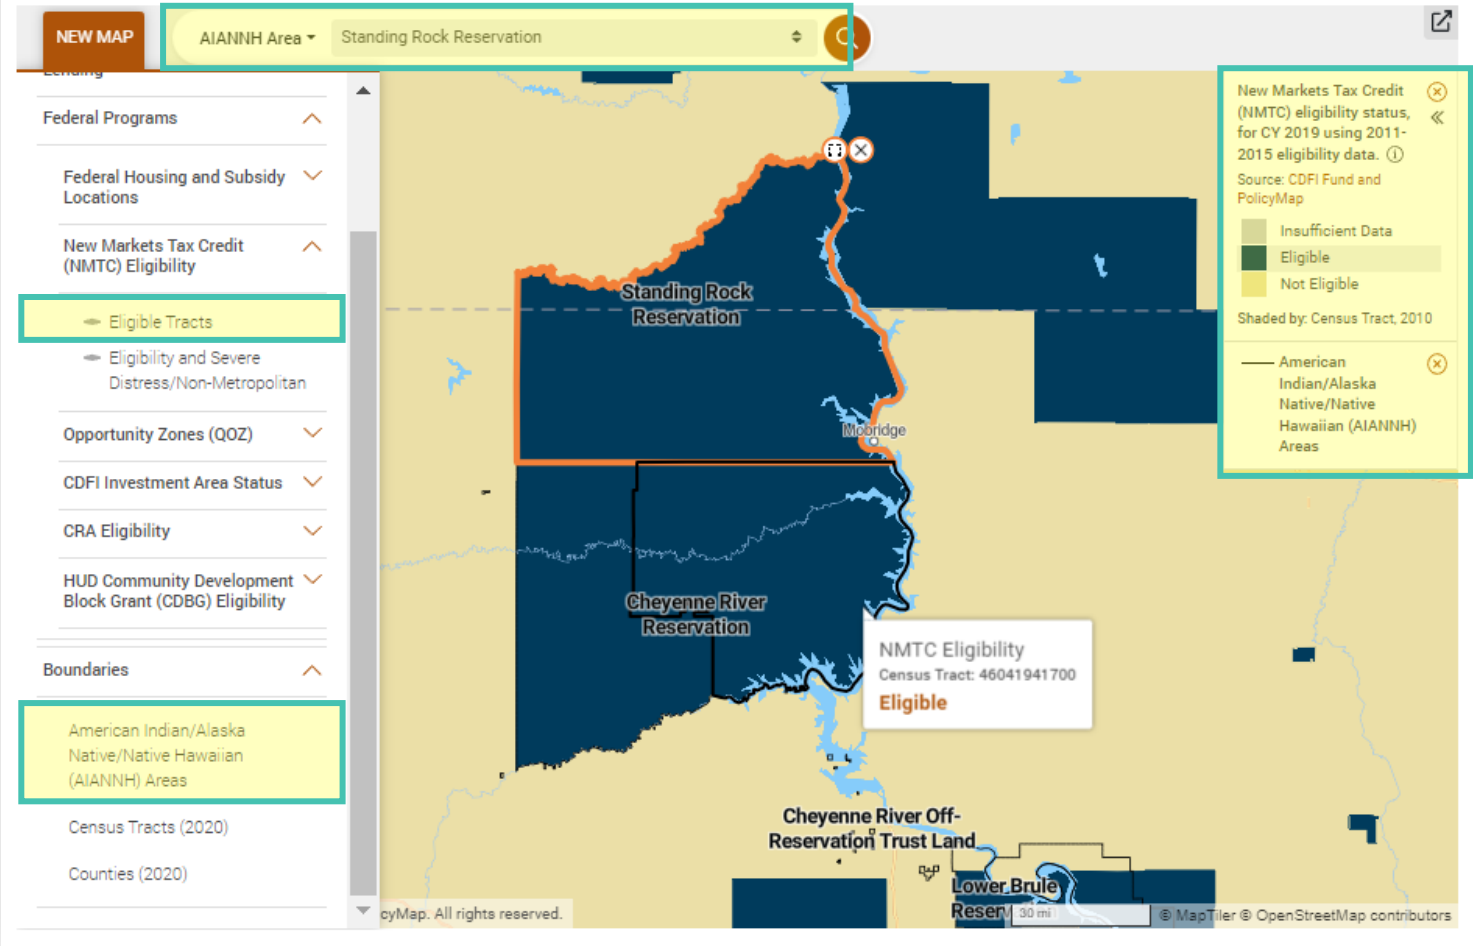 NEW MAP
AIANNH Area
Standing Rock Reservation
Lending
Federal Programs
Federal Housing and Subsidy
Locations
New Markets Tax Credit
(NMTC) Eligibility
Eligible Tracts
Eligibility and Severe
Distress/Non-Metropolitan
Opportunity Zones (QOZ)
CDFI Investment Area Status
CRA Eligibility
HUD Community Development
Block Grant (CDBG) Eligibility
Boundaries
American Indian/Alaska
Native/Native Hawaiian
(AIANNH) Areas
Census Tracts (2020)
Counties (2020)
Standing Rock
Reservation
Mobridge
Cheyenne River
Reservation
NMTC Eligibility
Census Tract: 46041941700
Eligible
Cheyenne River Off-
Reservation Trust Land
Lower Brule
Reser
30 mi
cyMap. All rights reserved.
© MapTiler © OpenStreetMap contributors
New Markets Tax Credit
(NMTC) eligibility status,
for CY 2019 using 2011-
2015 eligibility data.
Source: CDFI Fund and
PolicyMap
Insufficient Data
Eligible
Not Eligible
Shaded by: Census Tract, 2010
American
Indian/Alaska
Native/Native
Hawaiian (AIANNH)
Areas